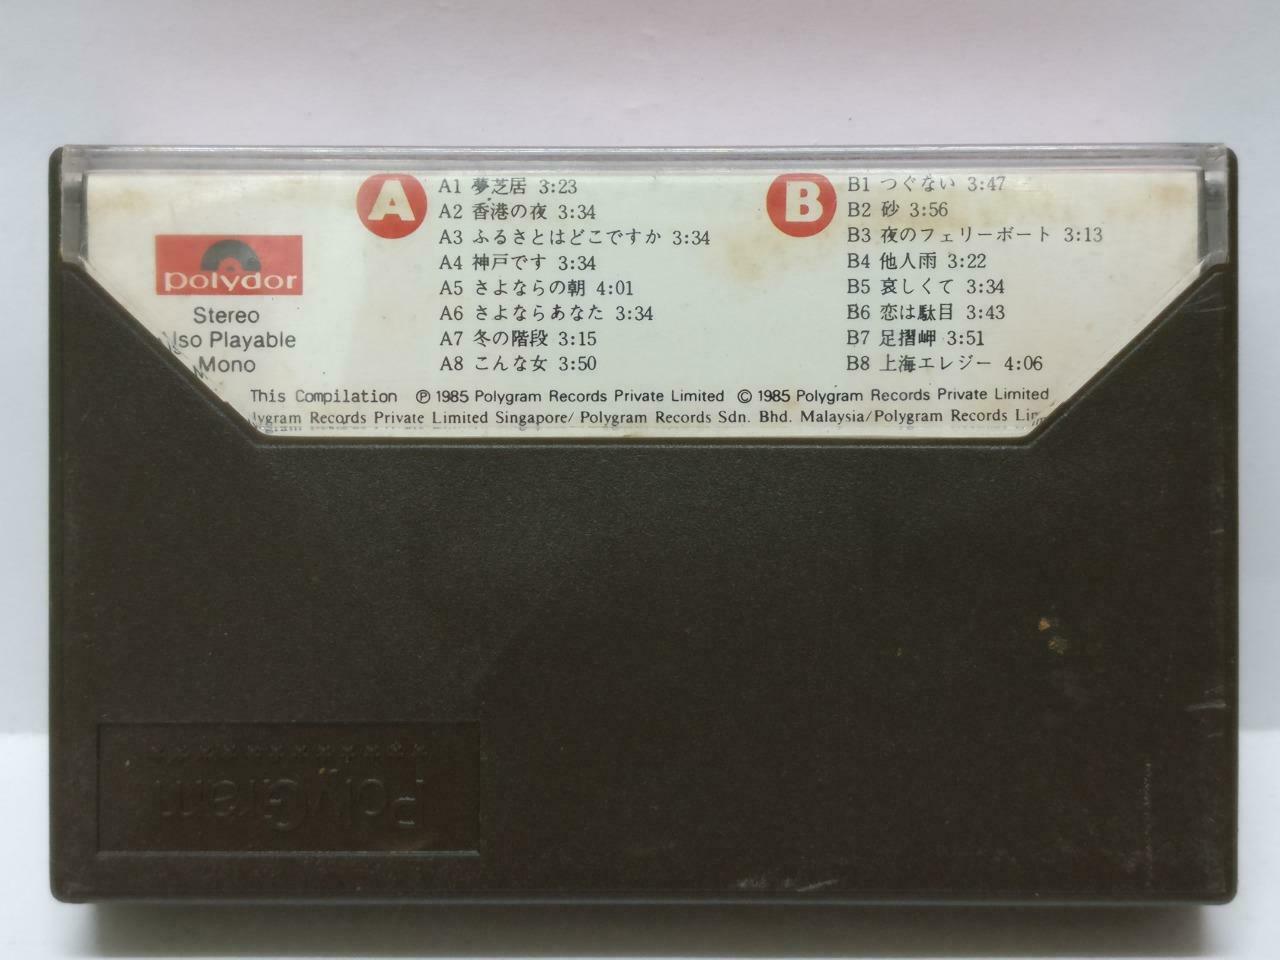 A
A1 夢芝居 3:23
A2 香港の夜 3:34
A3 ふるさとはどこですか 3:34
A4 神戸です 3:34
A5 さよならの朝 4:01
A6 さよならあなた 3:34
A7 冬の階段 3:15
A8 こんな女 3:50
B
B1 つぐない 3:47
B2 砂 3:56
B3 夜のフェリーボート 3:13
B4 他人雨 3:22
B5 哀しくて 3:34
B6 恋は駄目 3:43
B7 足摺岬 3:51
B8 上海エレジー 4:06
polydor
Stereo
lso Playable
Mono
This Compilation ℗ 1985 Polygram Records Private Limited © 1985 Polygram Records Private Limited
lygram Records Private Limited Singapore/ Polygram Records Sdn. Bhd. Malaysia/Polygram Records Lim
PolyGram